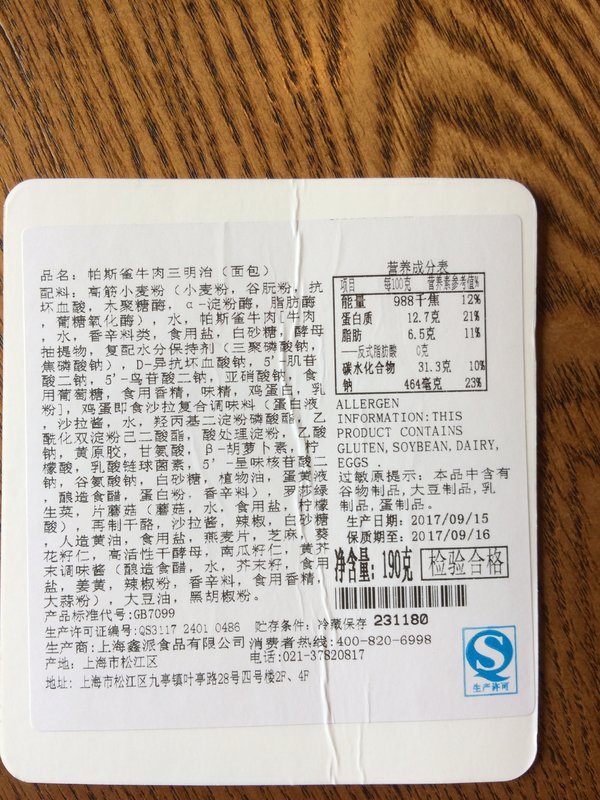 品名: 帕斯雀牛肉三明治（面包）
配料: 高筋小麦粉（小麦粉, 谷朊粉, 抗
坏血酸, 木聚糖酶, α-淀粉酶, 脂肪酶
, 葡糖氧化酶）, 水, 帕斯雀牛肉[牛肉
, 水, 香辛料类, 食用盐, 白砂糖, 酵母
抽提物, 复配水分保持剂（三聚磷酸钠,
焦磷酸钠）, D-异抗坏血酸钠, 5'-肌苷
酸二钠, 5'-鸟苷酸二钠, 亚硝酸钠, 食
用葡萄糖, 食用香精, 味精, 鸡蛋白, 乳
粉], 鸡蛋即食沙拉复合调味料（蛋白液
, 沙拉酱, 水, 羟丙基二淀粉磷酸酯, 乙
酰化双淀粉己二酸酯, 酸处理淀粉, 乙酸
钠, 黄原胶, 甘氨酸, β-胡萝卜素, 柠
檬酸, 乳酸链球菌素, 5'-呈味核苷酸二
钠, 谷氨酸钠, 白砂糖, 植物油, 蛋黄液
, 酿造食醋, 蛋白粉, 香辛料）, 罗莎绿
生菜, 片蘑菇（蘑菇, 水, 食用盐, 柠檬
酸）, 再制干酪, 沙拉酱, 辣椒, 白砂糖
, 人造黄油, 食用盐, 燕麦片, 芝麻, 葵
花籽仁, 高活性干酵母, 南瓜籽仁, 黄芥
末调味酱（酿造食醋, 水, 芥末籽, 食用
盐, 姜黄, 辣椒粉, 香辛料, 食用香精,
大蒜粉）, 大豆油, 黑胡椒粉。
产品标准代号:GB7099
生产许可证编号:QS3117 2401 0486 贮存条件: 冷藏保存
生产商:上海鑫派食品有限公司 消费者热线:400-820-6998
产地: 上海市松江区 电话:021-37820817
地址: 上海市松江区九亭镇叶亭路28号四号楼2F、4F
营养成分表
项目 每100克 营养素参考值%
能量 988千焦 12%
蛋白质 12.7克 21%
脂肪 6.5克 11%
——反式脂肪酸 0克
碳水化合物 31.3克 10%
钠 464毫克 23%
ALLERGEN
INFORMATION:THIS
PRODUCT CONTAINS
GLUTEN,SOYBEAN,DAIRY,
EGGS
过敏原提示: 本品中含有
谷物制品,大豆制品,乳
制品,蛋制品。
生产日期: 2017/09/15
保质期至: 2017/09/16
净含量: 190克 检验合格
231180
QS
生产许可